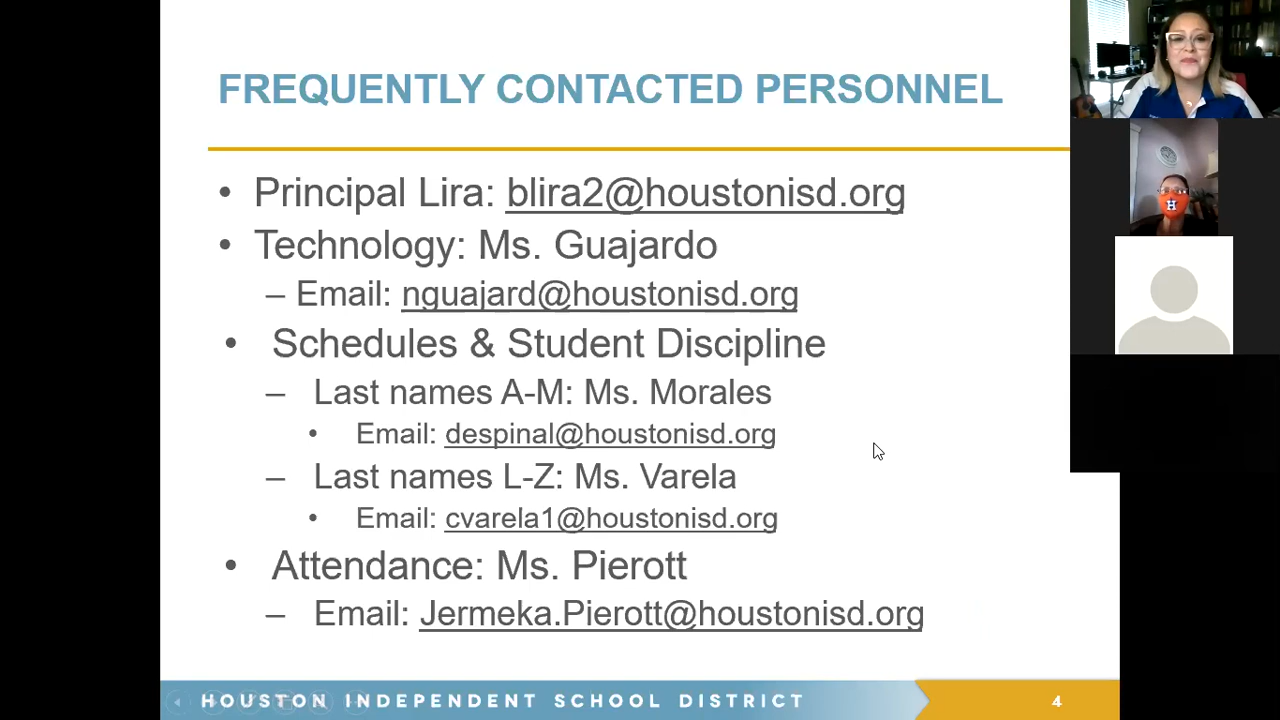 FREQUENTLY CONTACTED PERSONNEL
• Principal Lira: blira2@houstonisd.org
• Technology: Ms. Guajardo
– Email: nguajard@houstonisd.org
• Schedules & Student Discipline
– Last names A-M: Ms. Morales
• Email: despinal@houstonisd.org
– Last names L-Z: Ms. Varela
• Email: cvarela1@houstonisd.org
• Attendance: Ms. Pierott
– Email: Jermeka.Pierott@houstonisd.org
HOUSTON INDEPENDENT SCHOOL DISTRICT
4
H